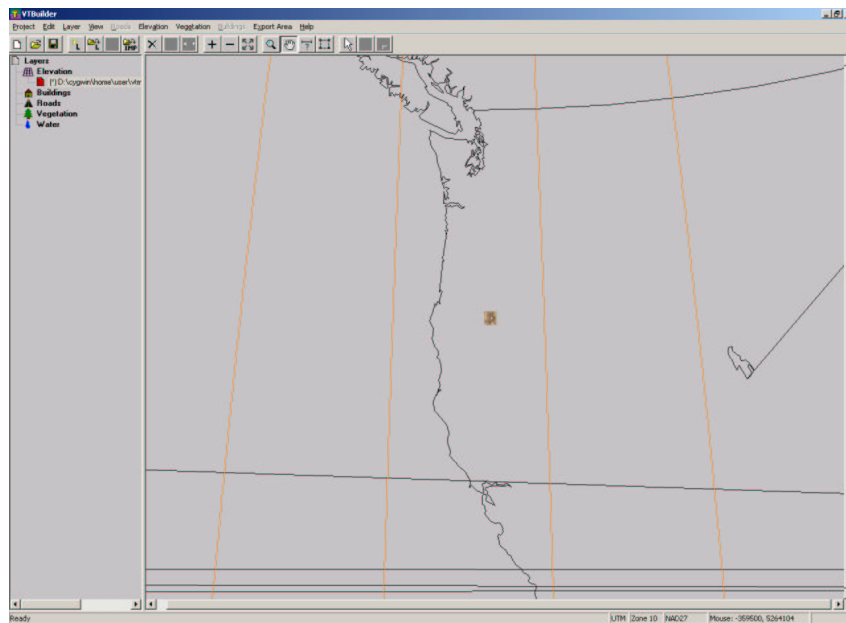 VTBuilder
Project Edit Layer View Roads Elevation Vegetation Buildings Export Area Help
Layers
Elevation
(*) D:\cygwin\home\user\vter
Buildings
Roads
Vegetation
Water
Ready
UTM Zone 10 NAD27 Mouse: -359500, 5264104